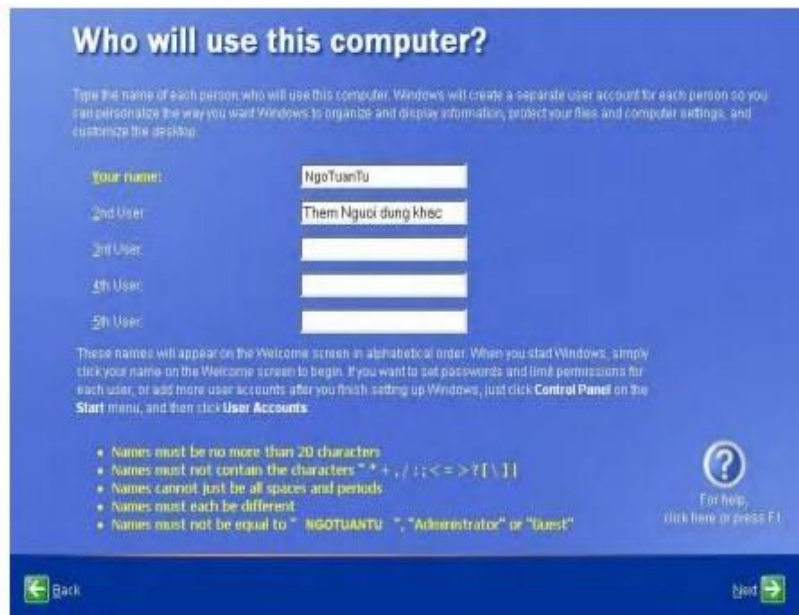 Who will use this computer?
Type the name of each person who will use this computer. Windows will create a separate user account for each person so you
can personalize the way you want Windows to organize and display information, protect your files and computer settings, and
customize the desktop.
Your name: NgoTuanTu
2nd User: Them Nguoi dung khac
3rd User:
4th User:
5th User:
These names will appear on the Welcome screen in alphabetical order. When you start Windows, simply
click your name on the Welcome screen to begin. If you want to set passwords and limit permissions for
each user, or add more user accounts after you finish setting up Windows, just click Control Panel on the
Start menu, and then click User Accounts.
• Names must be no more than 20 characters
• Names must not contain the characters " * + , / : ; < = > ? [ \ ] |
• Names cannot just be all spaces and periods
• Names must each be different
• Names must not be equal to " NGOTUANTU ", "Administrator" or "Guest"
For help,
click here or press F1
Back
Next